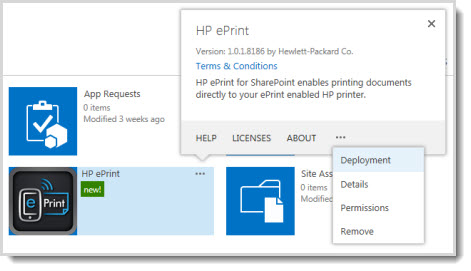 HP ePrint
Version: 1.0.1.8186 by Hewlett-Packard Co.
Terms & Conditions
HP ePrint for SharePoint enables printing documents
directly to your ePrint enabled HP printer.
HELP LICENSES ABOUT ...
Deployment
Details
Permissions
Remove
App Requests
0 items
Modified 3 weeks ago
HP ePrint ...
new!
e Print
Site Ass
0 items
Modified